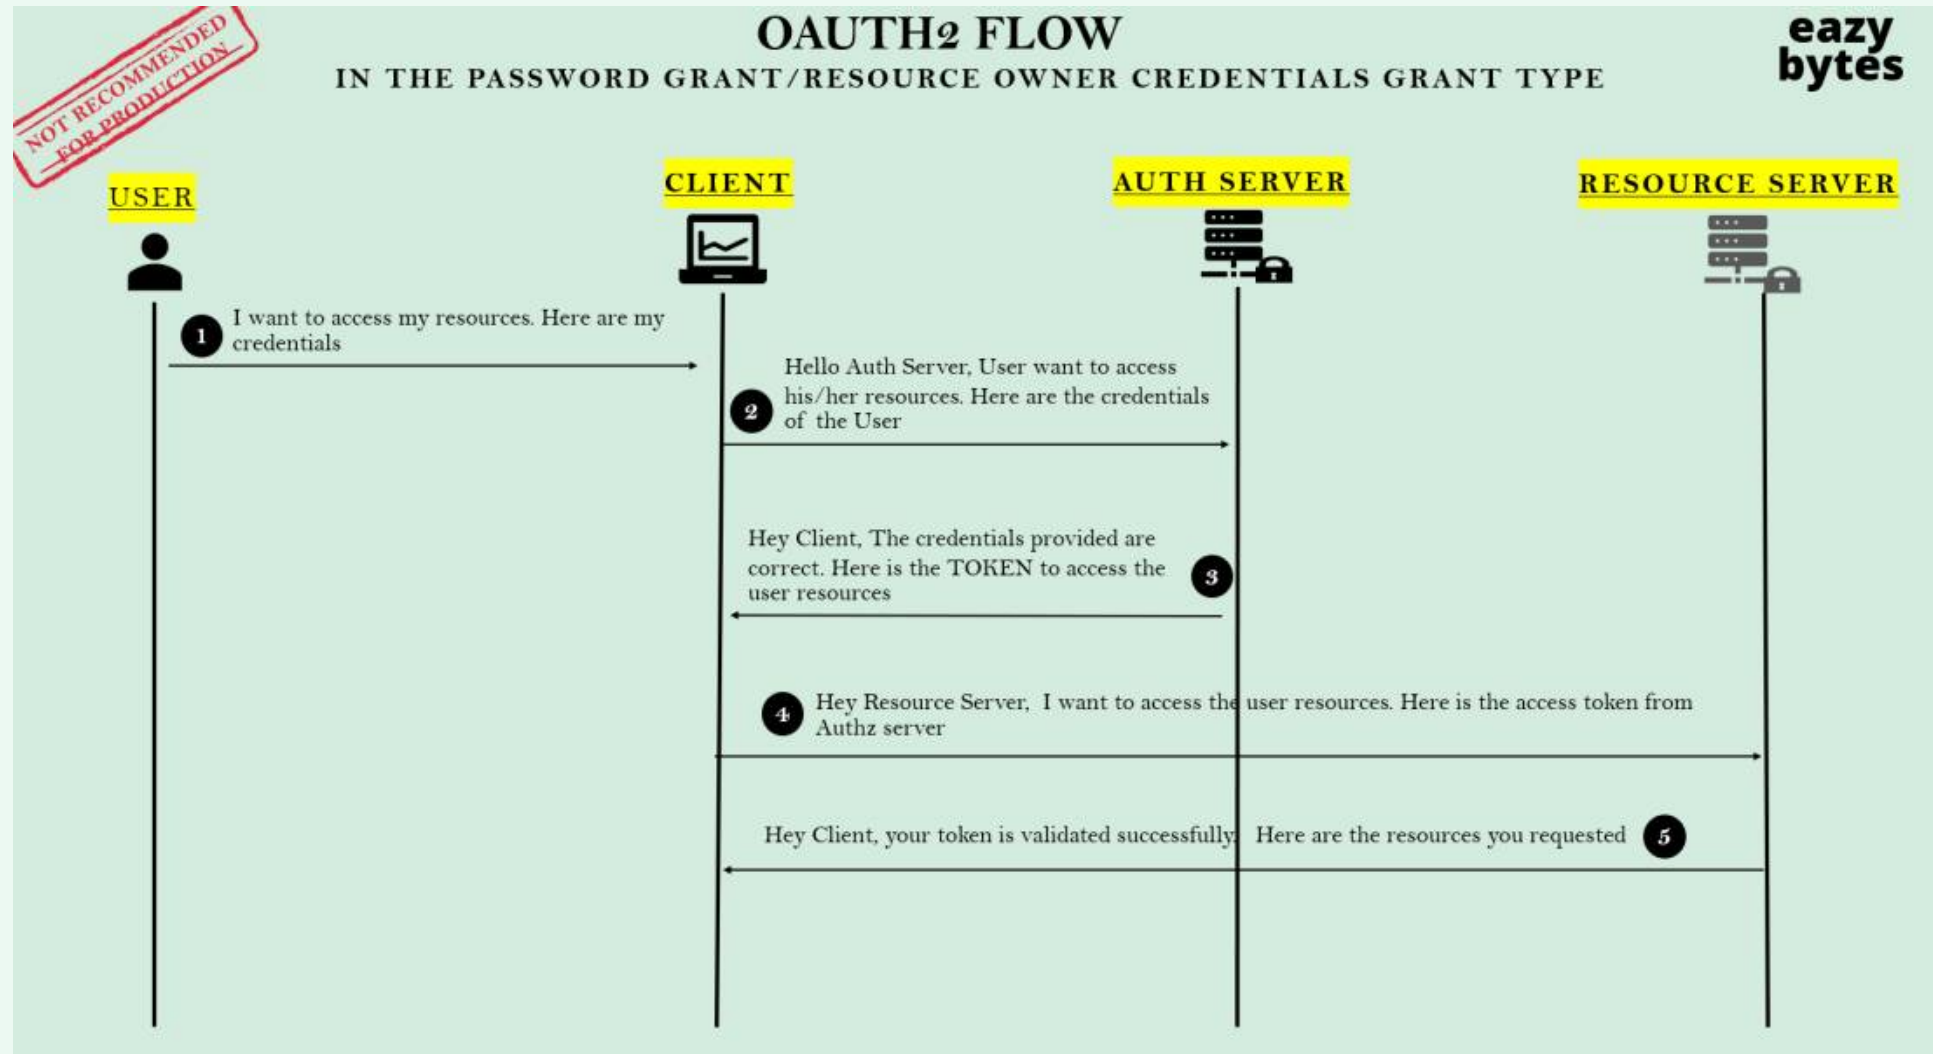 NOT RECOMMENDED
FOR PRODUCTION
OAUTH2 FLOW
IN THE PASSWORD GRANT/RESOURCE OWNER CREDENTIALS GRANT TYPE
eazy
bytes
USER
CLIENT
AUTH SERVER
RESOURCE SERVER
1
I want to access my resources. Here are my
credentials
2
Hello Auth Server, User want to access
his/her resources. Here are the credentials
of the User
Hey Client, The credentials provided are
correct. Here is the TOKEN to access the
user resources
3
4
Hey Resource Server, I want to access the user resources. Here is the access token from
Authz server
Hey Client, your token is validated successfully. Here are the resources you requested
5